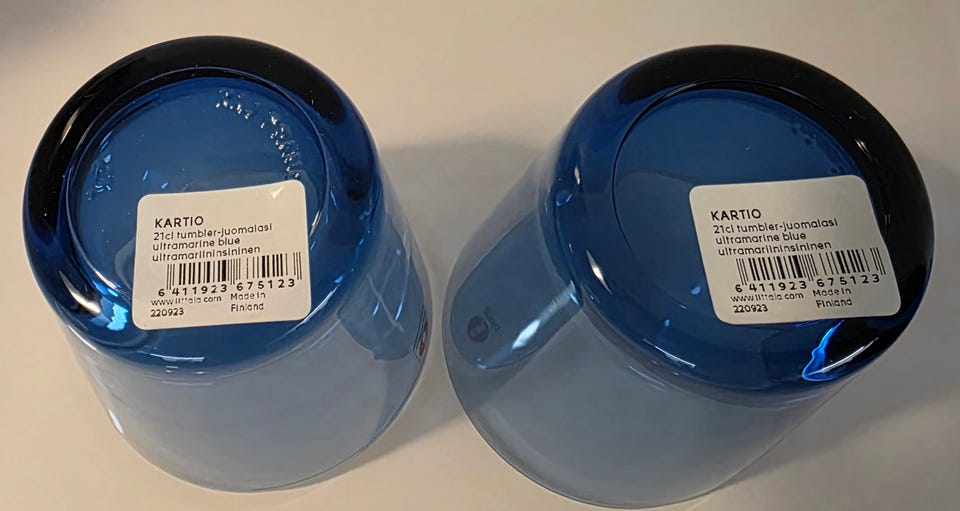 KARTIO
21cl tumbler-juomalasi
ultramarine blue
ultramariininsininen
6 411923 675123
www.iittala.com Made in
220923 Finland
KARTIO
21cl tumbler-juomalasi
ultramarine blue
ultramariininsininen
6 411923 675123
www.iittala.com Made in
220923 Finland